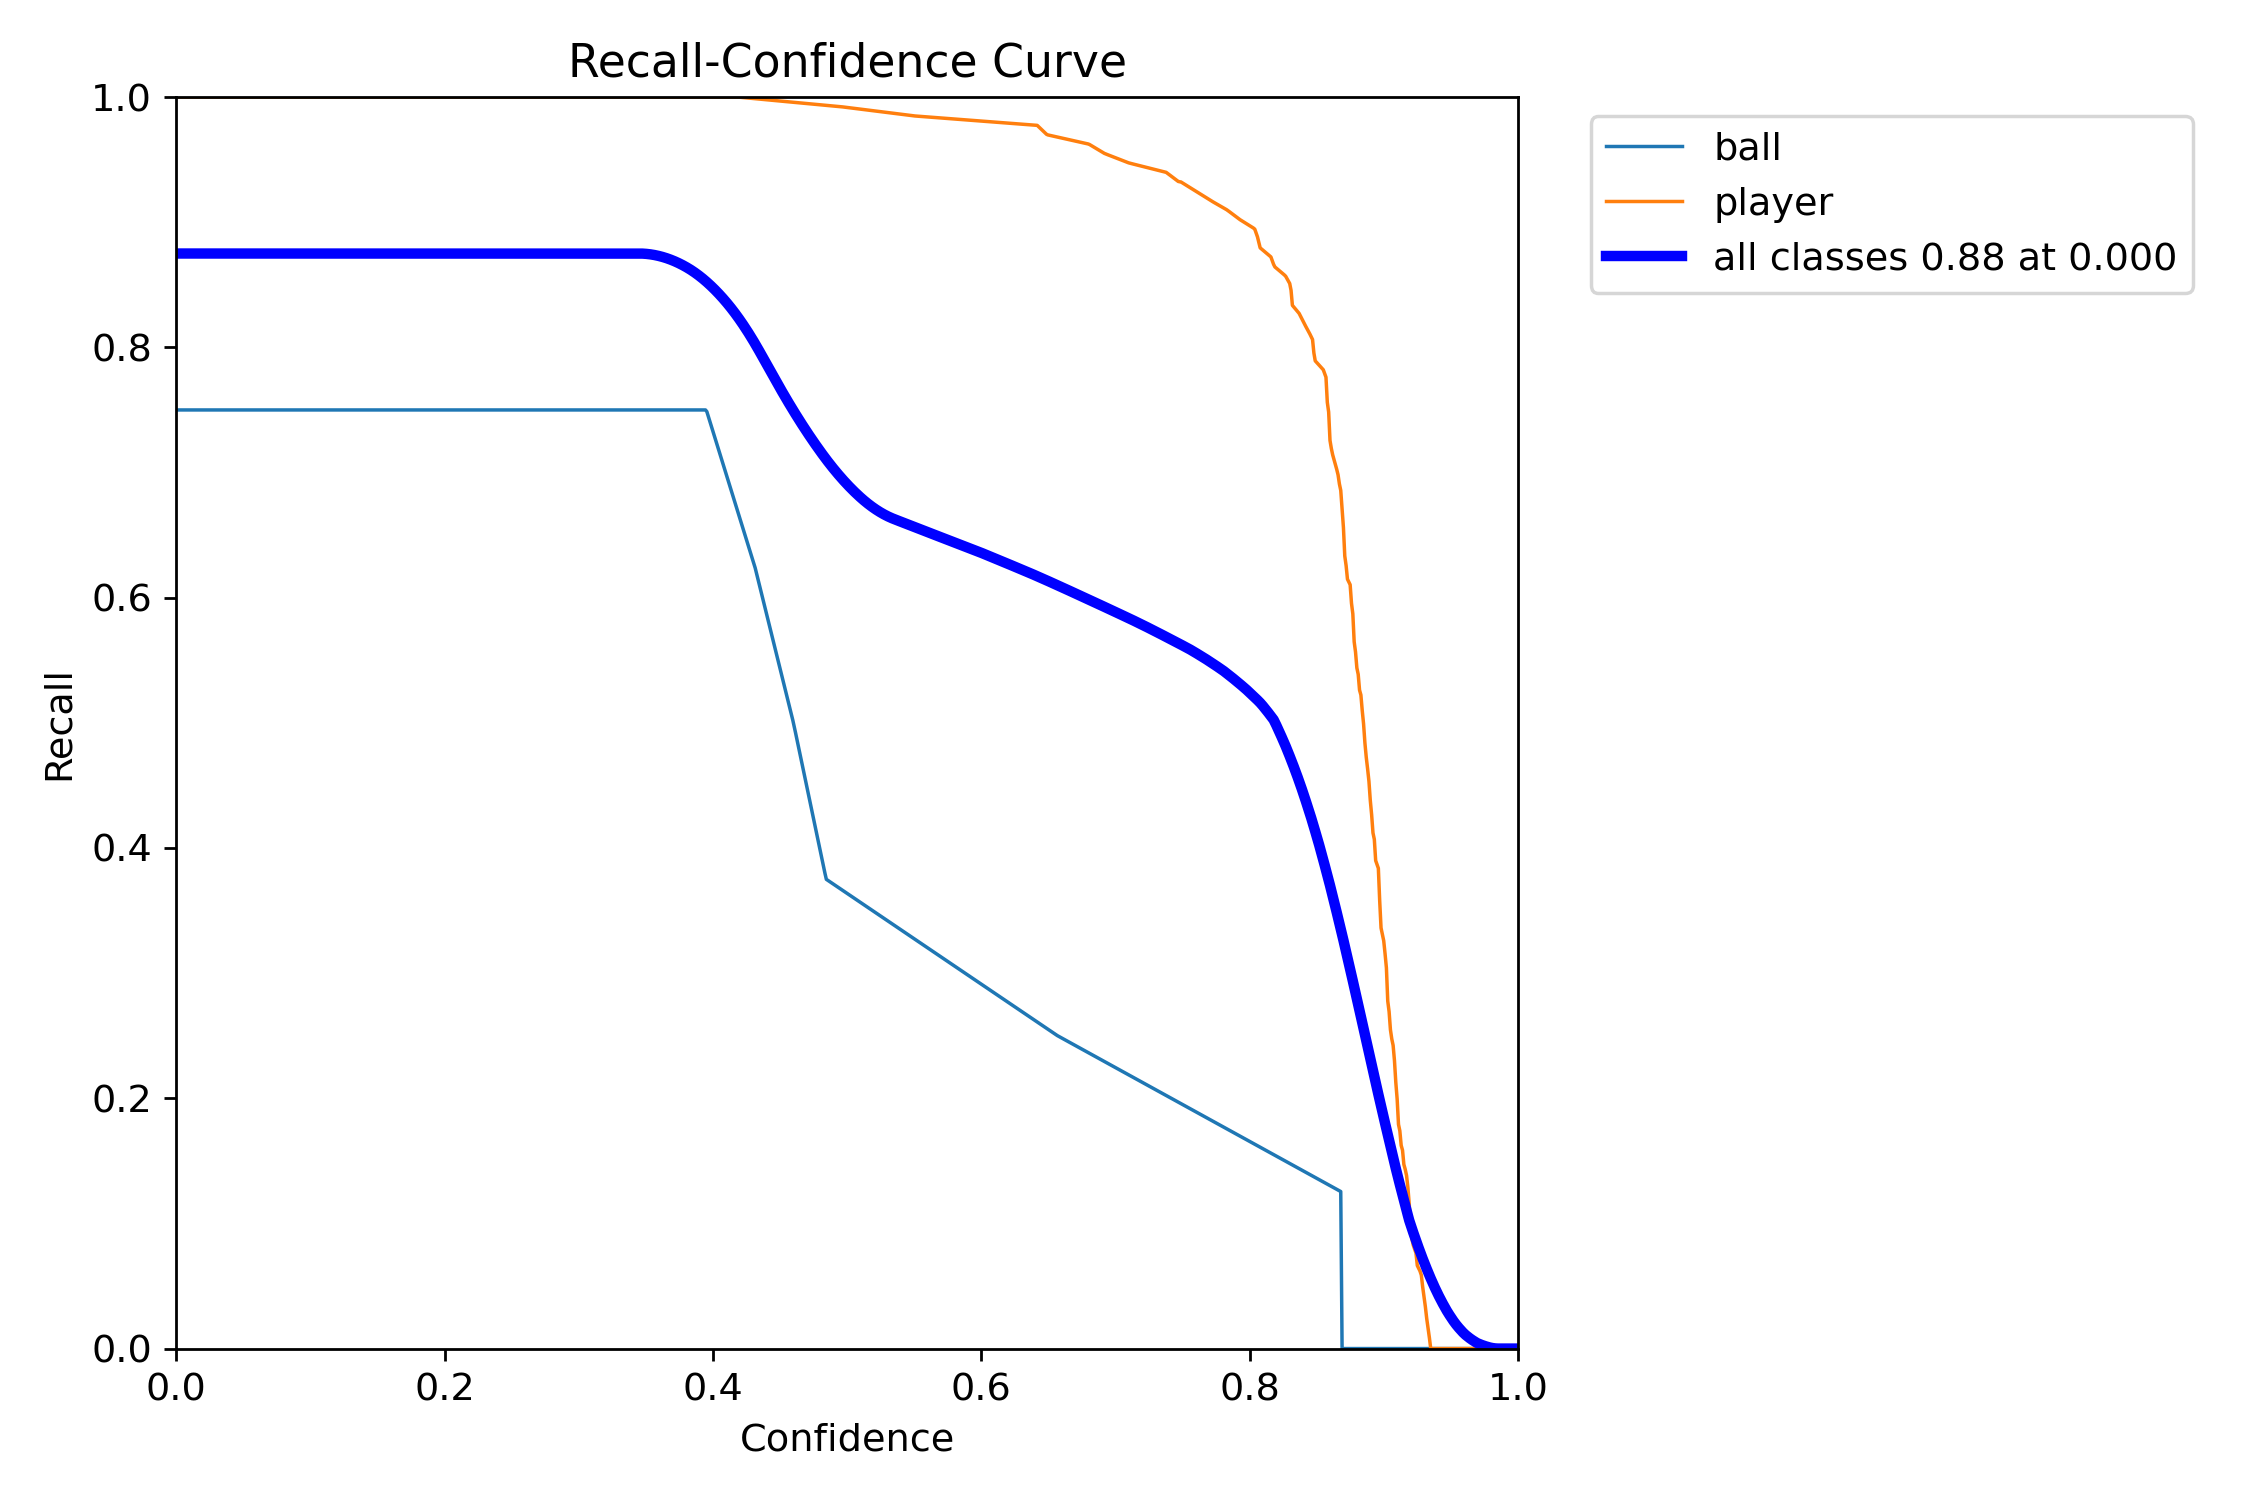 Recall-Confidence Curve
1.0
0.8
0.6
0.4
0.2
0.0
Recall
0.0 0.2 0.4 0.6 0.8 1.0
Confidence
ball
player
all classes 0.88 at 0.000